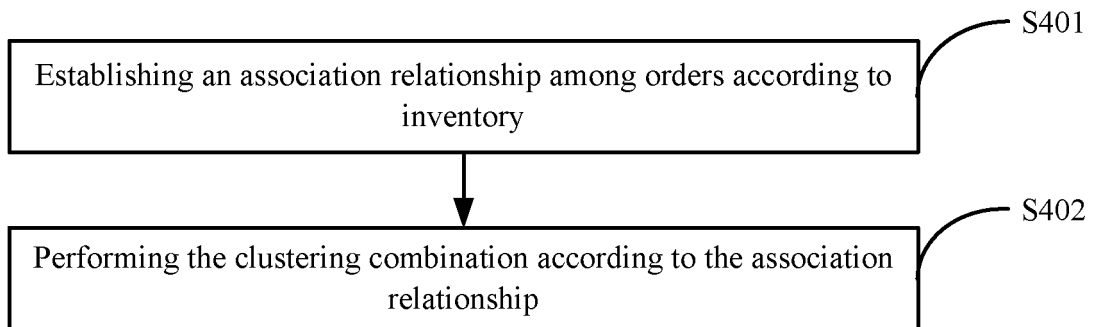 S401
Establishing an association relationship among orders according to
inventory
S402
Performing the clustering combination according to the association
relationship